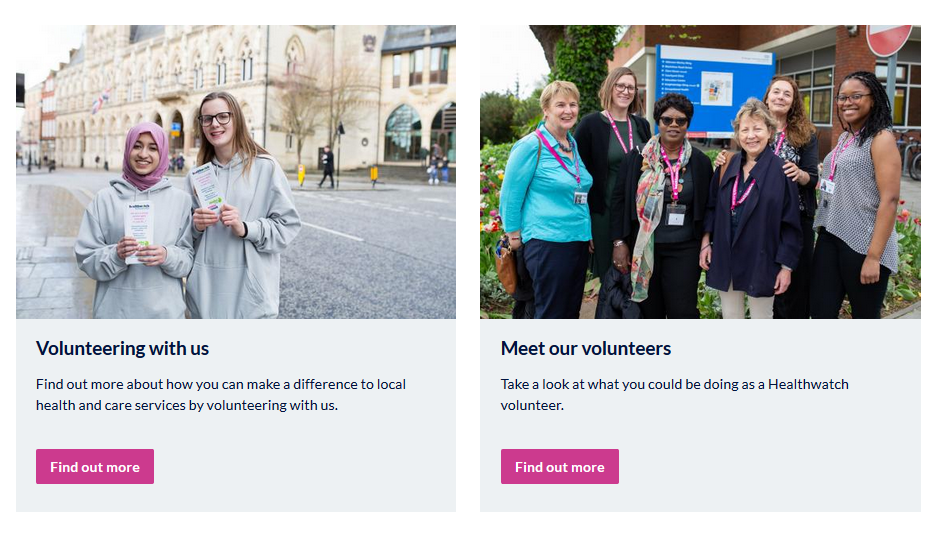 Volunteering with us
Find out more about how you can make a difference to local
health and care services by volunteering with us.
Find out more
Meet our volunteers
Take a look at what you could be doing as a Healthwatch
volunteer.
Find out more